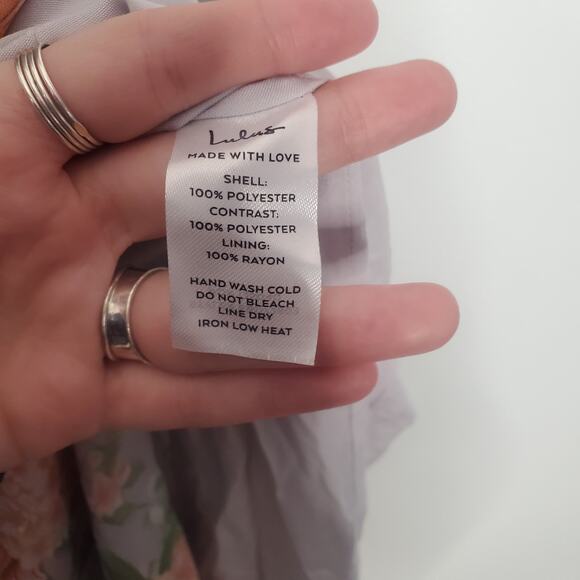 Lulus
MADE WITH LOVE
SHELL:
100% POLYESTER
CONTRAST:
100% POLYESTER
LINING:
100% RAYON
HAND WASH COLD
DO NOT BLEACH
LINE DRY
IRON LOW HEAT